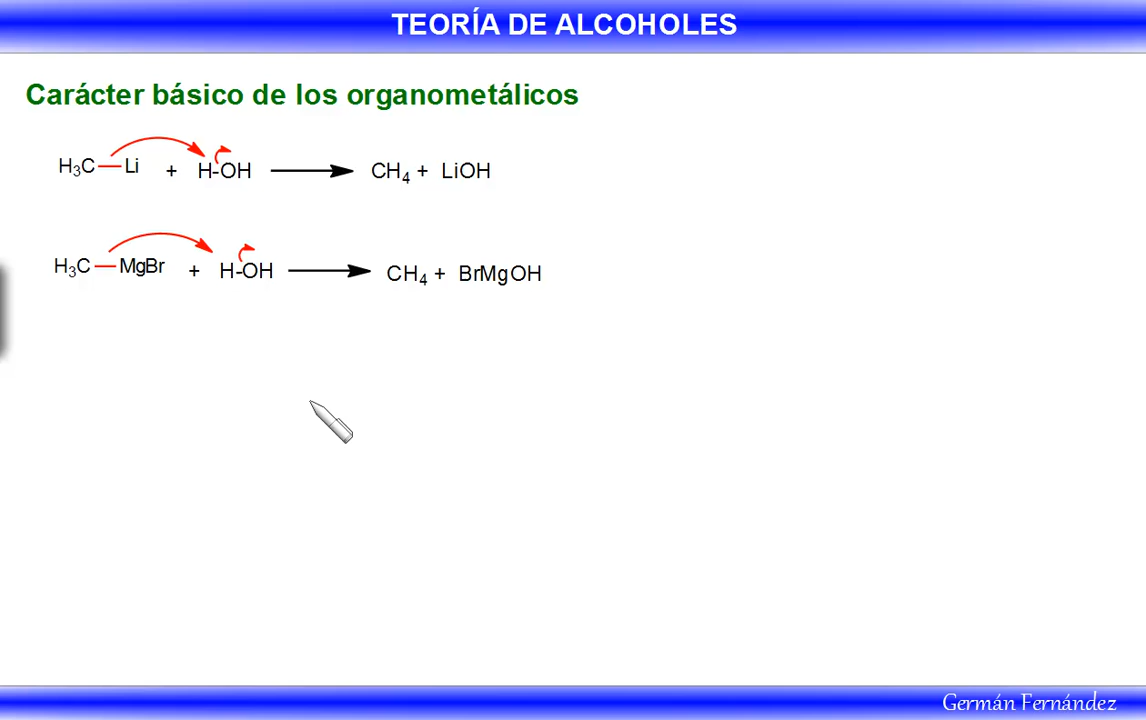 TEORÍA DE ALCOHOLES
Carácter básico de los organometálicos
H₃C—Li + H-OH ⟶ CH₄ + LiOH
H₃C—MgBr + H-OH ⟶ CH₄ + BrMgOH
Germán Fernández